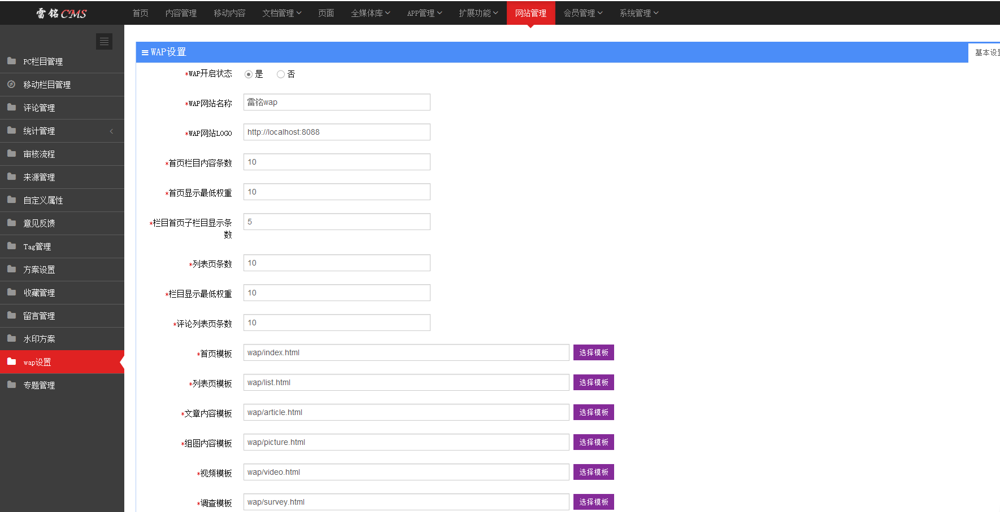 雷铭CMS 首页 内容管理 移动内容 文档管理 页面 全媒体库 APP管理 扩展功能 网站管理 会员管理 系统管理
PC栏目管理
移动栏目管理
评论管理
统计管理
审核流程
来源管理
自定义属性
意见反馈
Tag管理
方案设置
收藏管理
留言管理
水印方案
wap设置
专题管理
WAP设置 基本设置
*WAP开启状态 是 否
*WAP网站名称 雷铭wap
*WAP网站LOGO http://localhost:8088
*首页栏目内容条数 10
*首页显示最低权重 10
*栏目首页子栏目显示条 5
数
*列表页条数 10
*栏目显示最低权重 10
*评论列表页条数 10
*首页模板 wap/index.html 选择模板
*列表页模板 wap/list.html 选择模板
*文章内容模板 wap/article.html 选择模板
*组图内容模板 wap/picture.html 选择模板
*视频模板 wap/video.html 选择模板
*调查模板 wap/survey.html 选择模板